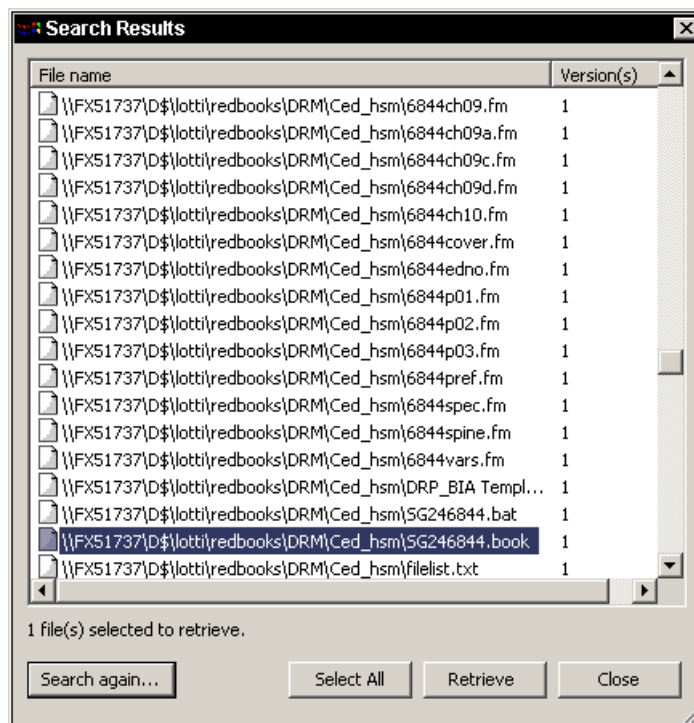 Search Results
File name Version(s)
\\FX51737\D$\lotti\redbooks\DRM\Ced_hsm\6844ch09.fm 1
\\FX51737\D$\lotti\redbooks\DRM\Ced_hsm\6844ch09a.fm 1
\\FX51737\D$\lotti\redbooks\DRM\Ced_hsm\6844ch09c.fm 1
\\FX51737\D$\lotti\redbooks\DRM\Ced_hsm\6844ch09d.fm 1
\\FX51737\D$\lotti\redbooks\DRM\Ced_hsm\6844ch10.fm 1
\\FX51737\D$\lotti\redbooks\DRM\Ced_hsm\6844cover.fm 1
\\FX51737\D$\lotti\redbooks\DRM\Ced_hsm\6844edno.fm 1
\\FX51737\D$\lotti\redbooks\DRM\Ced_hsm\6844p01.fm 1
\\FX51737\D$\lotti\redbooks\DRM\Ced_hsm\6844p02.fm 1
\\FX51737\D$\lotti\redbooks\DRM\Ced_hsm\6844p03.fm 1
\\FX51737\D$\lotti\redbooks\DRM\Ced_hsm\6844pref.fm 1
\\FX51737\D$\lotti\redbooks\DRM\Ced_hsm\6844spec.fm 1
\\FX51737\D$\lotti\redbooks\DRM\Ced_hsm\6844spine.fm 1
\\FX51737\D$\lotti\redbooks\DRM\Ced_hsm\6844vars.fm 1
\\FX51737\D$\lotti\redbooks\DRM\Ced_hsm\DRP_BIA Templ... 1
\\FX51737\D$\lotti\redbooks\DRM\Ced_hsm\SG246844.bat 1
\\FX51737\D$\lotti\redbooks\DRM\Ced_hsm\SG246844.book 1
\\FX51737\D$\lotti\redbooks\DRM\Ced_hsm\filelist.txt 1
1 file(s) selected to retrieve.
Search again... Select All Retrieve Close